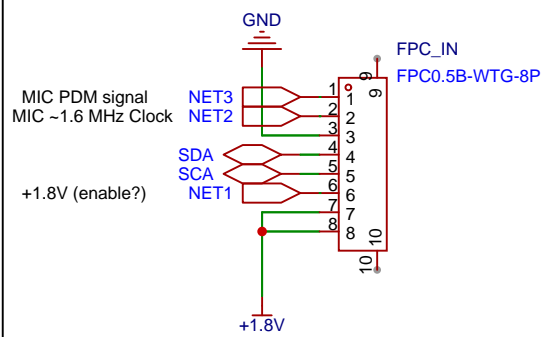 GND
FPC_IN
FPC0.5B-WTG-8P
9
9
MIC PDM signal NET3 1 1
MIC ~1.6 MHz Clock NET2 2 2
3 3
SDA 4 4
SCA 5 5
+1.8V (enable?) NET1 6 6
7 7
8 8
10
10
+1.8V